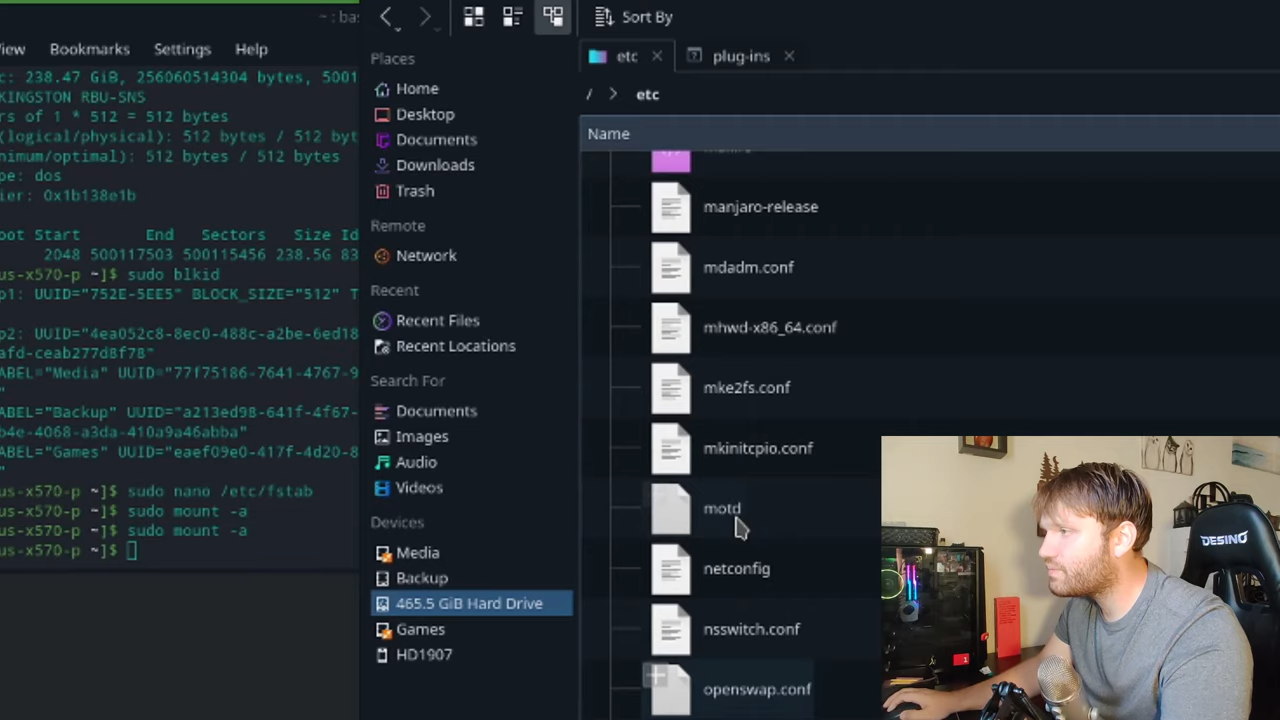 ~ : bas
View Bookmarks Settings Help
c: 238.47 GiB, 256060514304 bytes, 5001
KINGSTON RBU-SNS
rs of 1 * 512 = 512 bytes
(logical/physical): 512 bytes / 512 byt
nimum/optimal): 512 bytes / 512 bytes
pe: dos
ier: 0x1b138e1b
oot Start End Sectors Size Id
2048 500117503 500115456 238.5G 83
us-x570-p ~]$ sudo blkid
p1: UUID="752E-5EE5" BLOCK_SIZE="512" T
p2: UUID="4ea052c8-8ec0-488c-a2be-6ed18
afd-ceab277d8f78"
ABEL="Media" UUID="77f75186-7641-4767-9
"
ABEL="Backup" UUID="a213ed98-641f-4f67-
b4e-4068-a3da-410a9a46abba"
ABEL="Games" UUID="eaef09e0-417f-4d20-8
"
us-x570-p ~]$ sudo nano /etc/fstab
us-x570-p ~]$ sudo mount -a
us-x570-p ~]$ sudo mount -a
us-x570-p ~]$
Sort By
Places
Home
Desktop
Documents
Downloads
Trash
Remote
Network
Recent
Recent Files
Recent Locations
Search For
Documents
Images
Audio
Videos
Devices
Media
Backup
465.5 GiB Hard Drive
Games
HD1907
etc
plug-ins
/ > etc
Name
manjaro-release
mdadm.conf
mhwd-x86_64.conf
mke2fs.conf
mkinitcpio.conf
motd
netconfig
nsswitch.conf
openswap.conf
DESINO